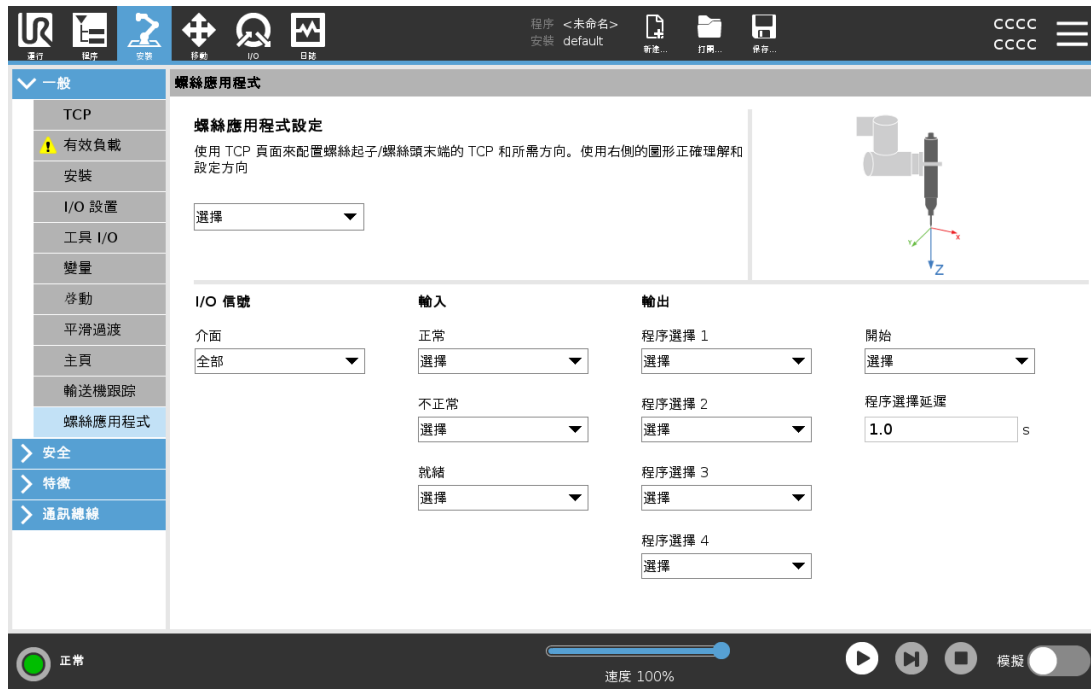 程序 <未命名>
安裝 default
CCCC
CCCC
運行
程序
安裝
移動
I/O
日誌
新建...
打開...
保存...
一般
TCP
有效負載
安裝
I/O 設置
工具 I/O
變量
啓動
平滑過渡
主頁
輸送機跟踪
螺絲應用程式
安全
特徵
通訊總線
螺絲應用程式
螺絲應用程式設定
使用 TCP 頁面來配置螺絲起子/螺絲頭末端的 TCP 和所需方向。使用右側的圖形正確理解和
設定方向
選擇
X
Y
Z
I/O 信號
輸入
輸出
介面
全部
正常
選擇
不正常
選擇
就緒
選擇
程序選擇 1
選擇
程序選擇 2
選擇
程序選擇 3
選擇
程序選擇 4
選擇
開始
選擇
程序選擇延遲
1.0 s
正常
速度 100%
模擬